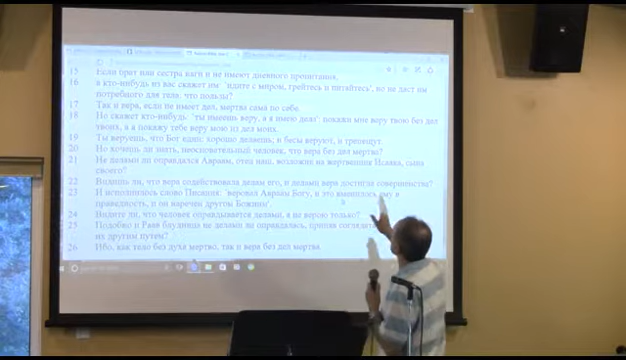 15 Если брат или сестра наги и не имеют дневного пропитания,
16 а кто-нибудь из вас скажет им: 'идите с миром, грейтесь и питайтесь', но не даст им
потребного для тела: что пользы?
17 Так и вера, если не имеет дел, мертва сама по себе.
18 Но скажет кто-нибудь: 'ты имеешь веру, а я имею дела': покажи мне веру твою без дел
твоих, а я покажу тебе веру мою из дел моих.
19 Ты веруешь, что Бог един: хорошо делаешь; и бесы веруют, и трепещут.
20 Но хочешь ли знать, неосновательный человек, что вера без дел мертва?
21 Не делами ли оправдался Авраам, отец наш, возложив на жертвенник Исаака, сына
своего?
22 Видишь ли, что вера содействовала делам его, и делами вера достигла совершенства?
23 И исполнилось слово Писания: 'веровал Авраам Богу, и это вменилось ему в
праведность, и он наречен другом Божиим'.
24 Видите ли, что человек оправдывается делами, а не верою только?
25 Подобно и Раав блудница не делами ли оправдалась, приняв соглядата
их другим путем?
26 Ибо, как тело без духа мертво, так и вера без дел мертва.